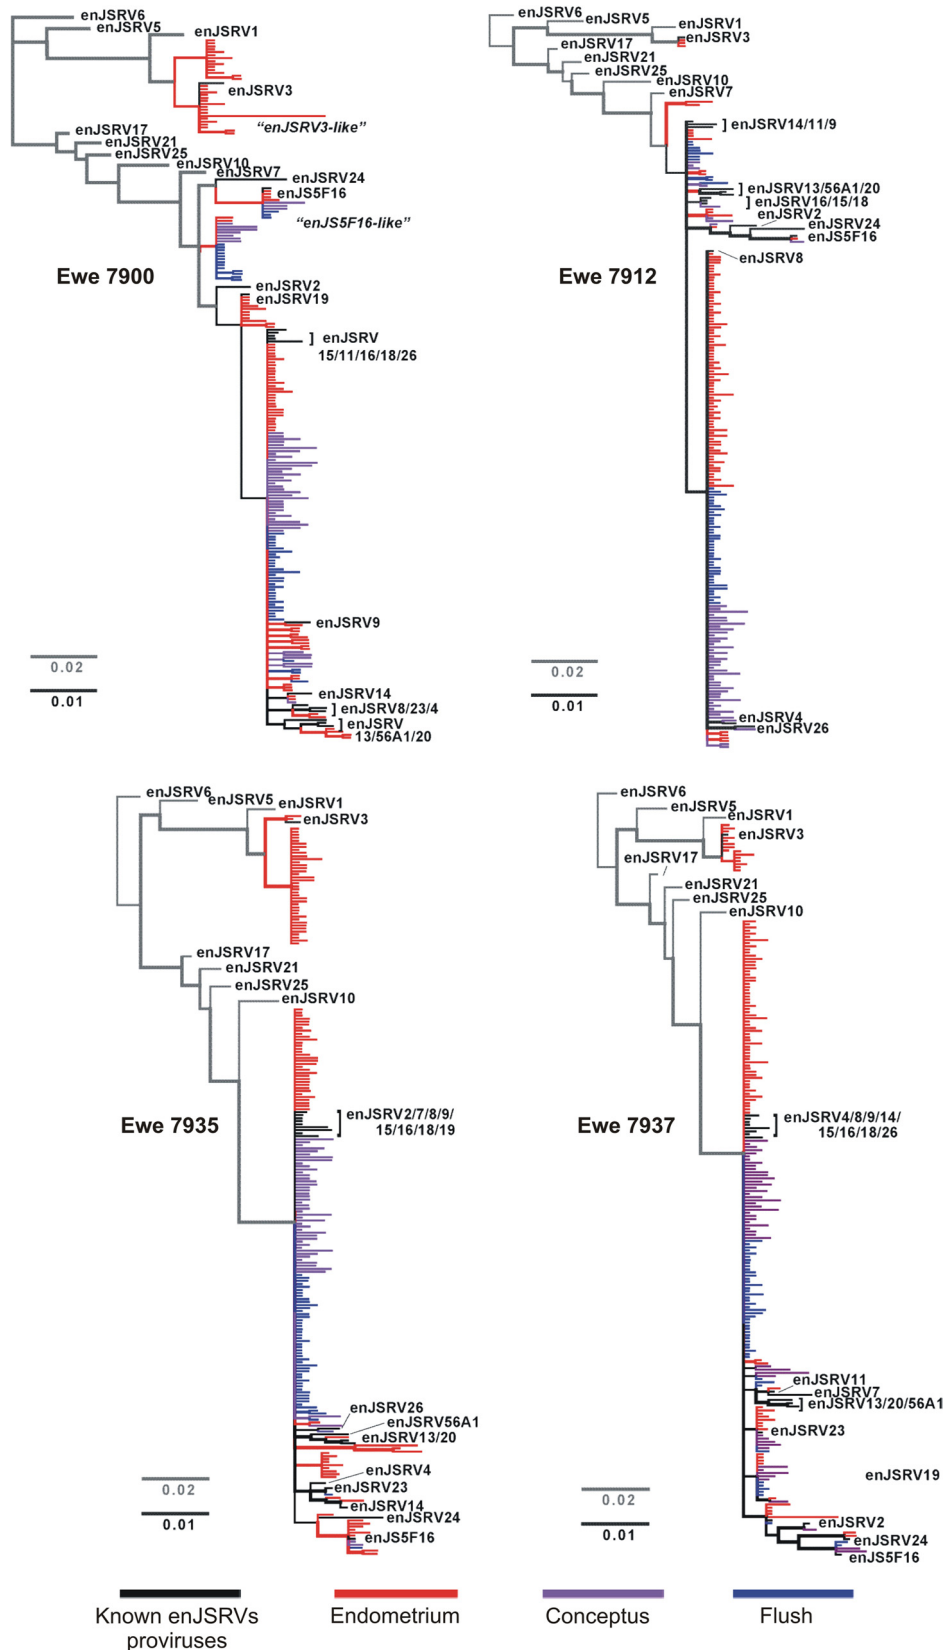 enJSRV6
enJSRV5
enJSRV1
enJSRV3
"enJSRV3-like"
enJSRV17
enJSRV21
enJSRV25
enJSRV10
enJSRV7
enJSRV24
enJS5F16
"enJS5F16-like"
Ewe 7900
enJSRV2
enJSRV19
] enJSRV
15/11/16/18/26
enJSRV9
0.02
0.01
enJSRV14
] enJSRV8/23/4
] enJSRV
13/56A1/20
enJSRV6
enJSRV5
enJSRV1
enJSRV3
enJSRV17
enJSRV21
enJSRV25
enJSRV10
enJSRV7
] enJSRV14/11/9
] enJSRV13/56A1/20
] enJSRV16/15/18
enJSRV2
enJSRV24
enJS5F16
Ewe 7912
enJSRV8
0.02
0.01
enJSRV4
enJSRV26
enJSRV6
enJSRV5
enJSRV1
enJSRV3
enJSRV17
enJSRV21
enJSRV25
enJSRV10
Ewe 7935
enJSRV2/7/8/9/
15/16/18/19
enJSRV26
enJSRV56A1
enJSRV13/20
enJSRV4
enJSRV23
enJSRV14
enJSRV24
enJS5F16
0.02
0.01
enJSRV6
enJSRV5
enJSRV1
enJSRV3
enJSRV17
enJSRV21
enJSRV25
enJSRV10
Ewe 7937
enJSRV4/8/9/14/
15/16/18/26
enJSRV11
enJSRV7
] enJSRV13/20/56A1
enJSRV23
enJSRV19
0.02
0.01
enJSRV2
enJSRV24
enJS5F16
Known enJSRVs
proviruses
Endometrium
Conceptus
Flush